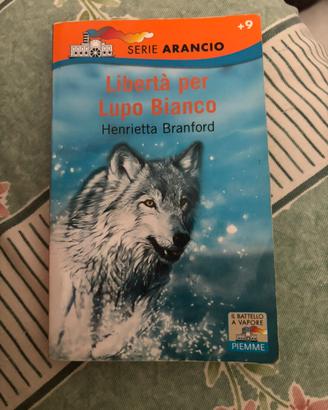 +9
SERIE ARANCIO
Libertà per
Lupo Bianco
Henrietta Branford
IL BATTELLO
A VAPORE
PIEMME